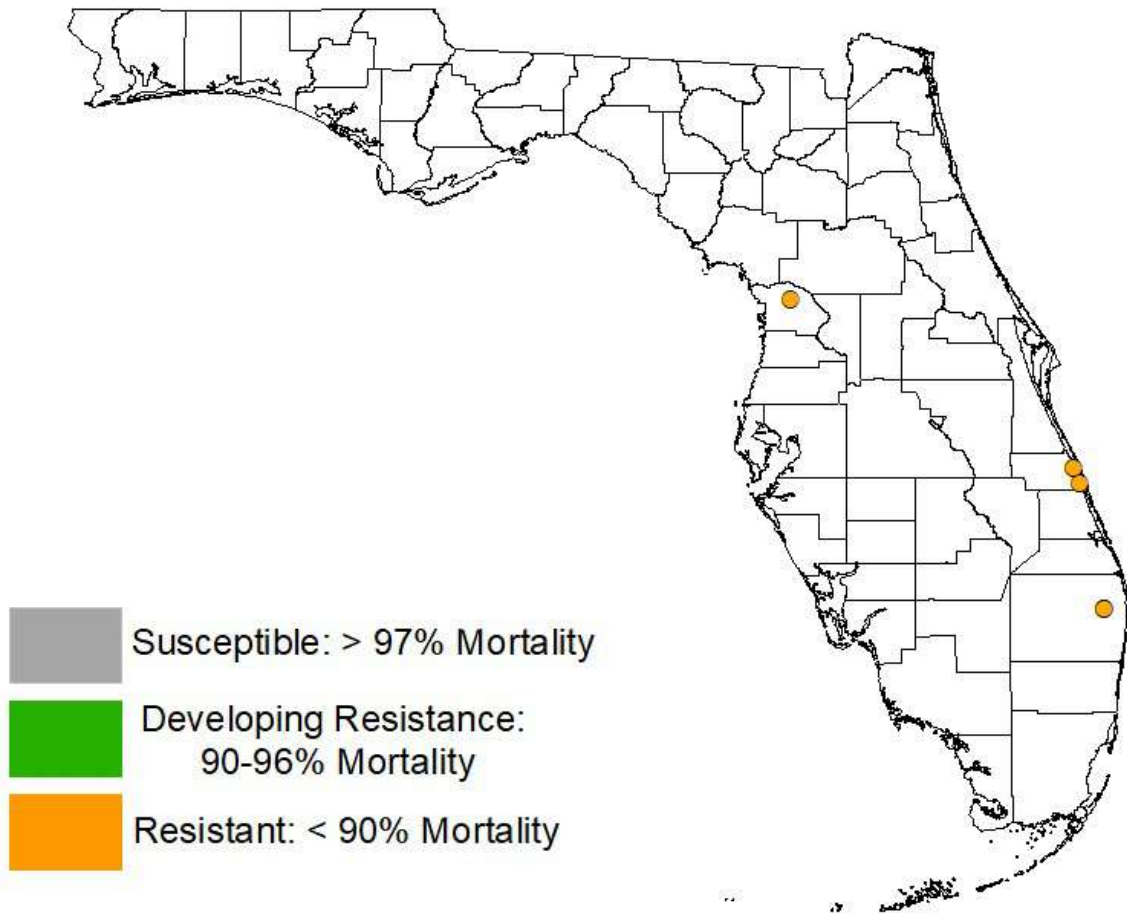 Susceptible: > 97% Mortality
Developing Resistance:
90-96% Mortality
Resistant: < 90% Mortality